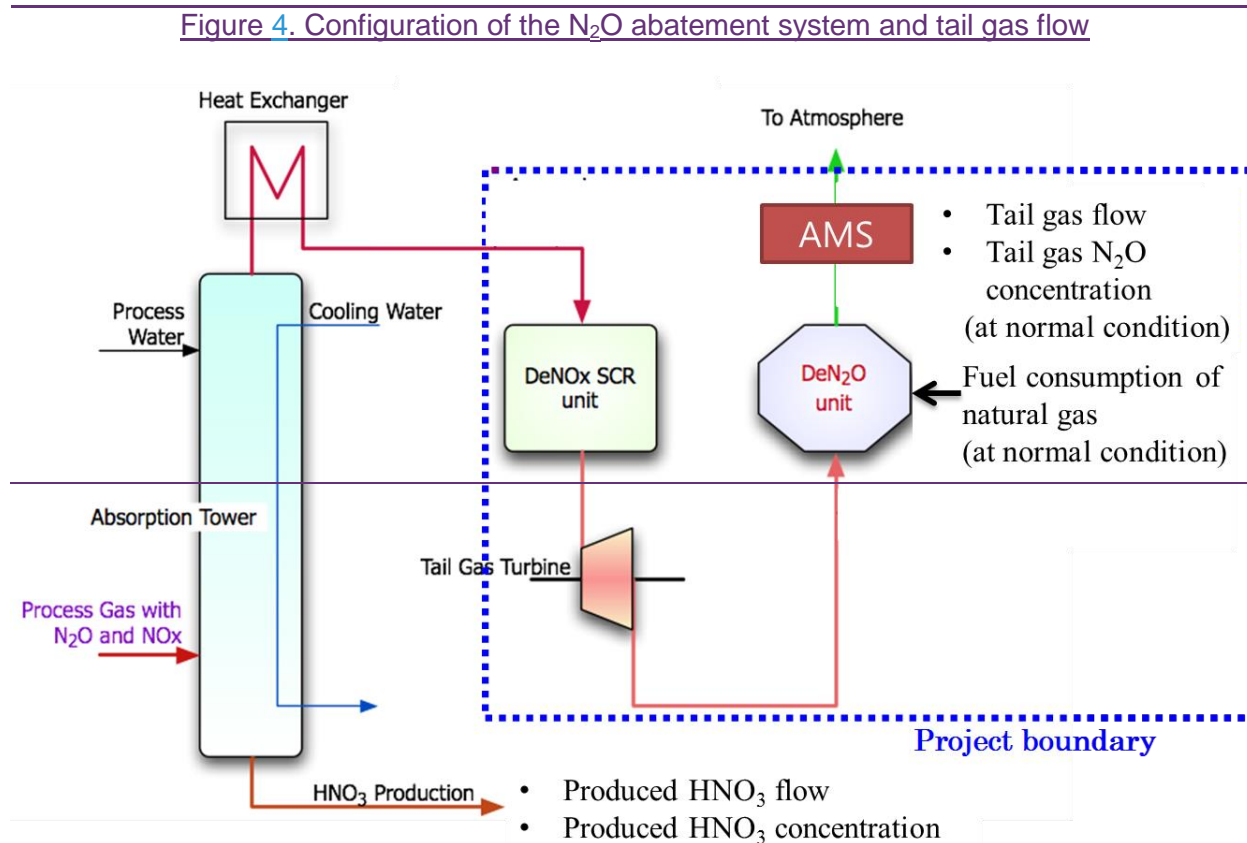 Figure 4. Configuration of the N₂O abatement system and tail gas flow
Heat Exchanger
To Atmosphere
AMS
• Tail gas flow
• Tail gas N₂O
concentration
(at normal condition)
Process
Water
Cooling Water
DeNOx SCR
unit
DeN₂O
unit
Fuel consumption of
natural gas
(at normal condition)
Absorption Tower
Tail Gas Turbine
Process Gas with
N₂O and NOx
Project boundary
HNO₃ Production
• Produced HNO₃ flow
• Produced HNO₃ concentration